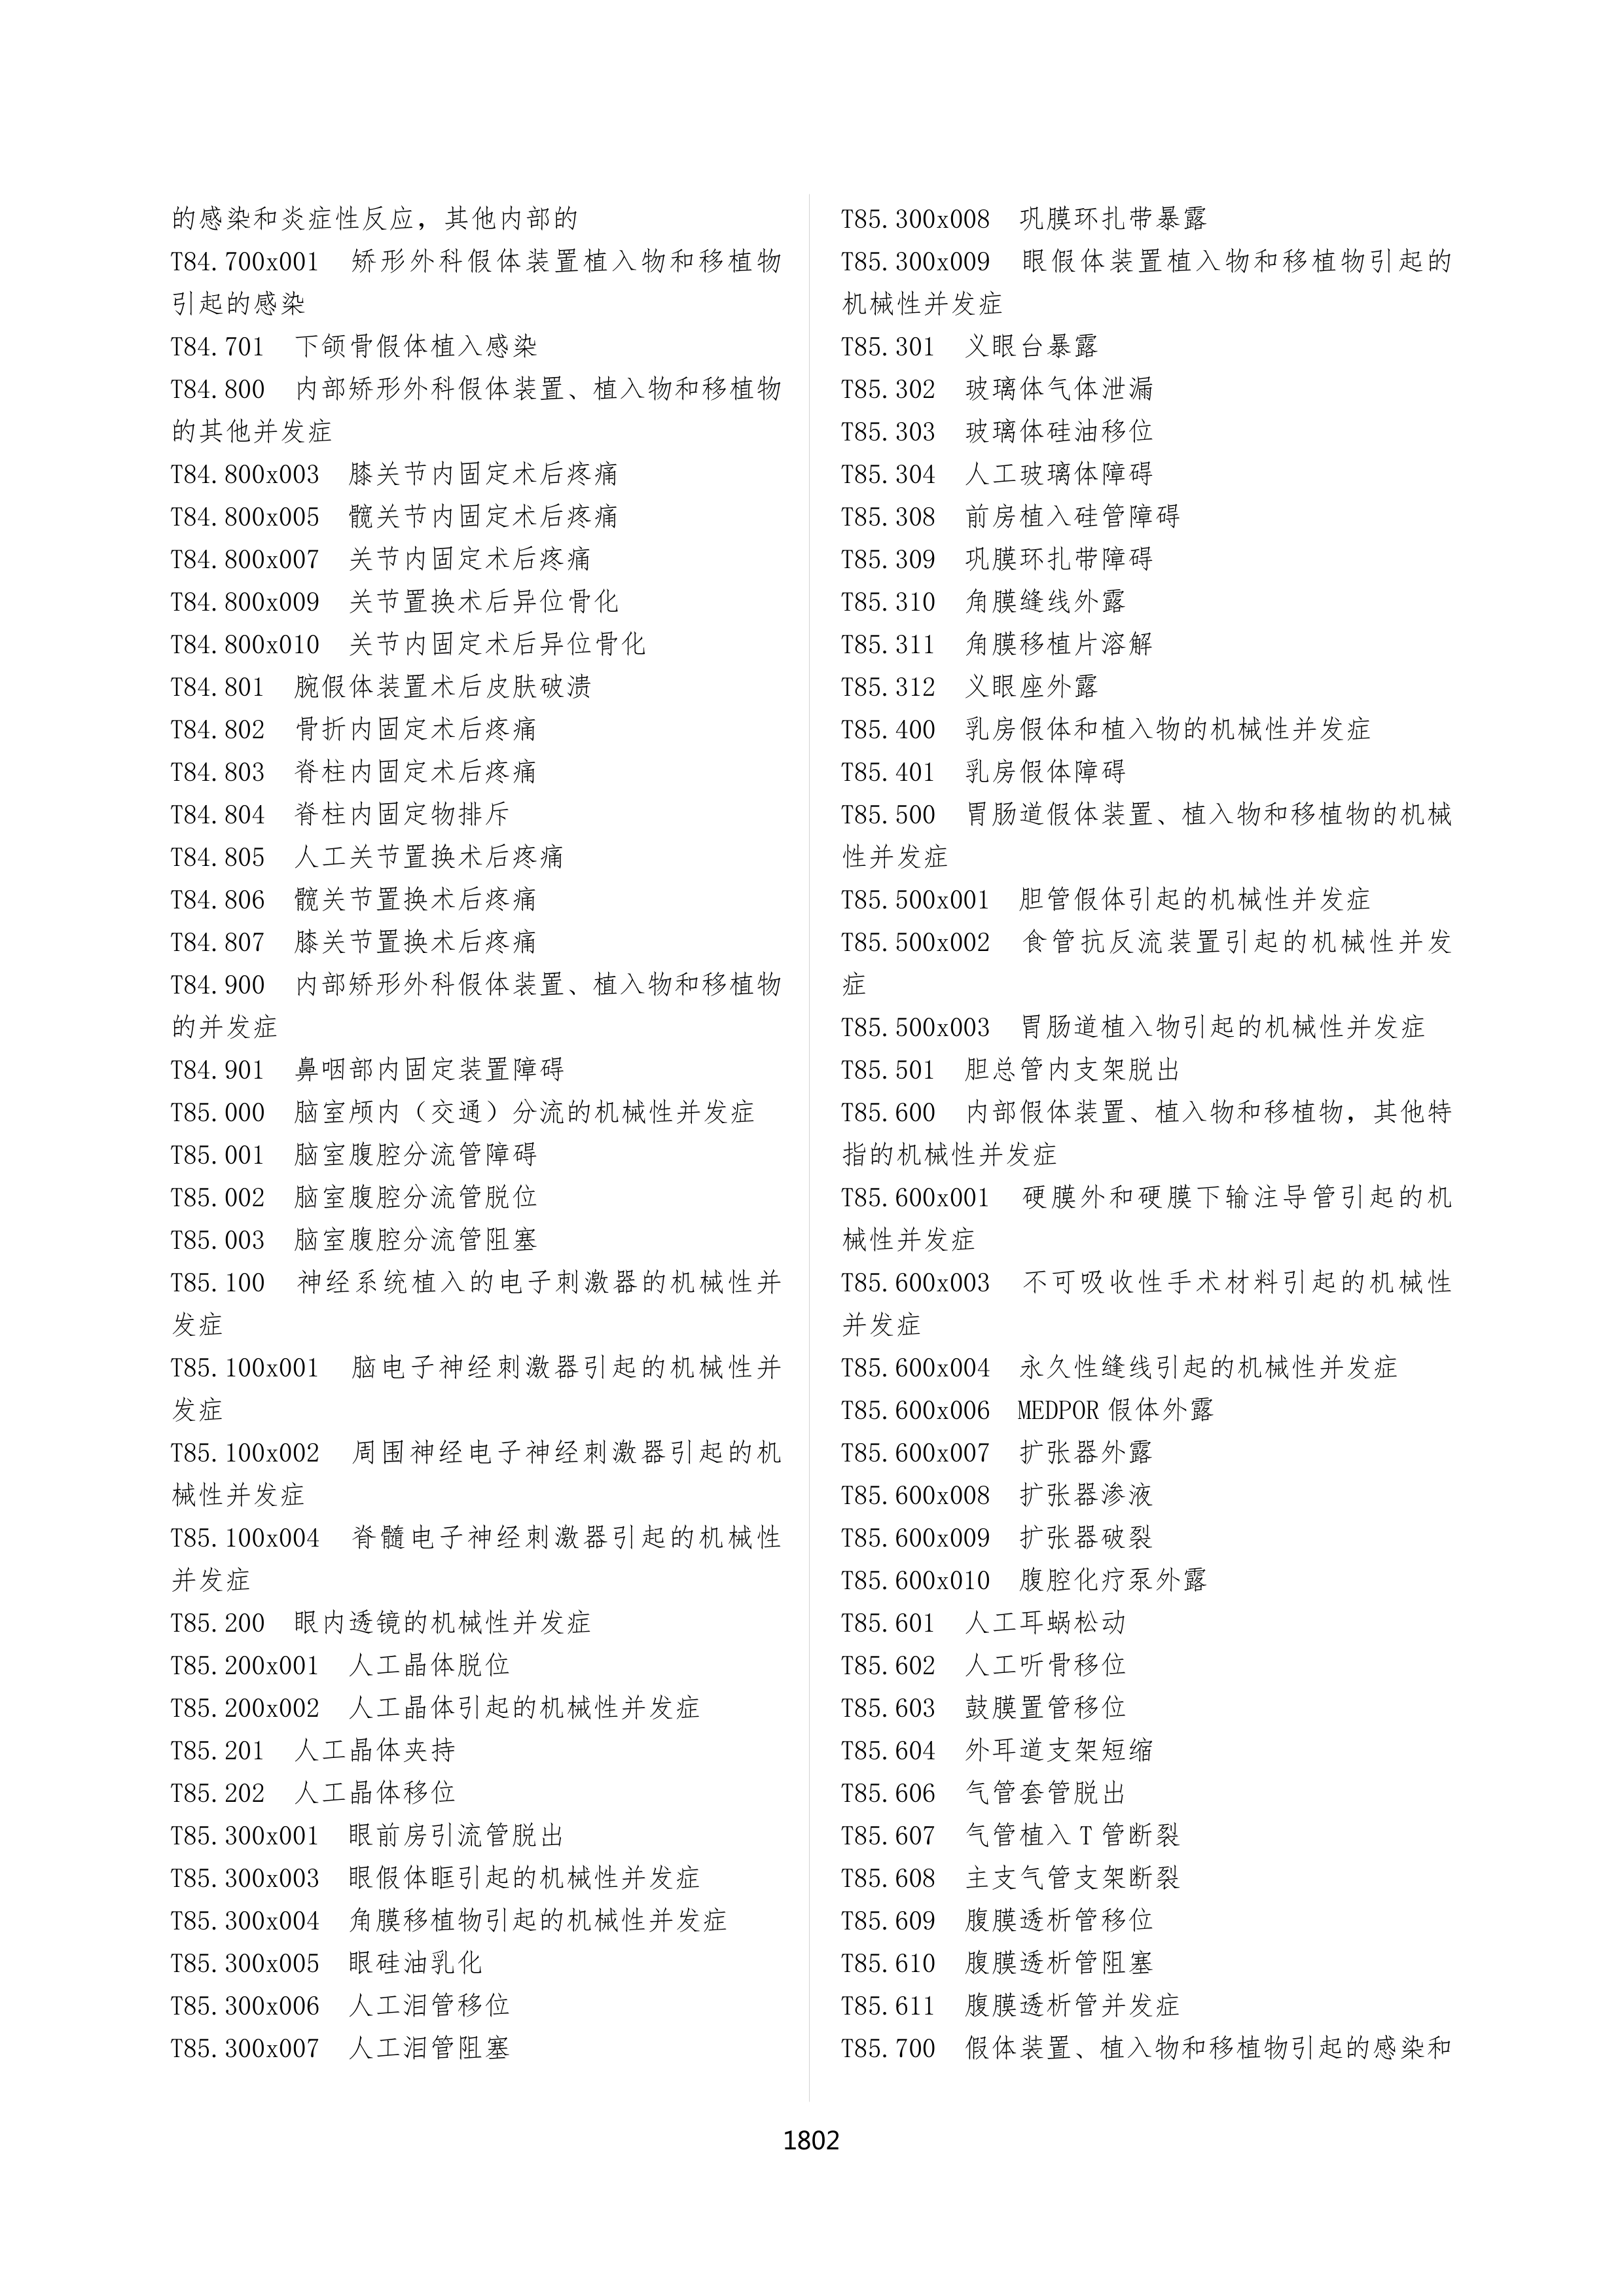 的感染和炎症性反应，其他内部的
T84.700x001 矫形外科假体装置植入物和移植物
引起的感染
T84.701 下颌骨假体植入感染
T84.800 内部矫形外科假体装置、植入物和移植物
的其他并发症
T84.800x003 膝关节内固定术后疼痛
T84.800x005 髋关节内固定术后疼痛
T84.800x007 关节内固定术后疼痛
T84.800x009 关节置换术后异位骨化
T84.800x010 关节内固定术后异位骨化
T84.801 腕假体装置术后皮肤破溃
T84.802 骨折内固定术后疼痛
T84.803 脊柱内固定术后疼痛
T84.804 脊柱内固定物排斥
T84.805 人工关节置换术后疼痛
T84.806 髋关节置换术后疼痛
T84.807 膝关节置换术后疼痛
T84.900 内部矫形外科假体装置、植入物和移植物
的并发症
T84.901 鼻咽部内固定装置障碍
T85.000 脑室颅内（交通）分流的机械性并发症
T85.001 脑室腹腔分流管障碍
T85.002 脑室腹腔分流管脱位
T85.003 脑室腹腔分流管阻塞
T85.100 神经系统植入的电子刺激器的机械性并
发症
T85.100x001 脑电子神经刺激器引起的机械性并
发症
T85.100x002 周围神经电子神经刺激器引起的机
械性并发症
T85.100x004 脊髓电子神经刺激器引起的机械性
并发症
T85.200 眼内透镜的机械性并发症
T85.200x001 人工晶体脱位
T85.200x002 人工晶体引起的机械性并发症
T85.201 人工晶体夹持
T85.202 人工晶体移位
T85.300x001 眼前房引流管脱出
T85.300x003 眼假体眶引起的机械性并发症
T85.300x004 角膜移植物引起的机械性并发症
T85.300x005 眼硅油乳化
T85.300x006 人工泪管移位
T85.300x007 人工泪管阻塞
T85.300x008 巩膜环扎带暴露
T85.300x009 眼假体装置植入物和移植物引起的
机械性并发症
T85.301 义眼台暴露
T85.302 玻璃体气体泄漏
T85.303 玻璃体硅油移位
T85.304 人工玻璃体障碍
T85.308 前房植入硅管障碍
T85.309 巩膜环扎带障碍
T85.310 角膜缝线外露
T85.311 角膜移植片溶解
T85.312 义眼座外露
T85.400 乳房假体和植入物的机械性并发症
T85.401 乳房假体障碍
T85.500 胃肠道假体装置、植入物和移植物的机械
性并发症
T85.500x001 胆管假体引起的机械性并发症
T85.500x002 食管抗反流装置引起的机械性并发
症
T85.500x003 胃肠道植入物引起的机械性并发症
T85.501 胆总管内支架脱出
T85.600 内部假体装置、植入物和移植物，其他特
指的机械性并发症
T85.600x001 硬膜外和硬膜下输注导管引起的机
械性并发症
T85.600x003 不可吸收性手术材料引起的机械性
并发症
T85.600x004 永久性缝线引起的机械性并发症
T85.600x006 MEDPOR 假体外露
T85.600x007 扩张器外露
T85.600x008 扩张器渗液
T85.600x009 扩张器破裂
T85.600x010 腹腔化疗泵外露
T85.601 人工耳蜗松动
T85.602 人工听骨移位
T85.603 鼓膜置管移位
T85.604 外耳道支架短缩
T85.606 气管套管脱出
T85.607 气管植入 T 管断裂
T85.608 主支气管支架断裂
T85.609 腹膜透析管移位
T85.610 腹膜透析管阻塞
T85.611 腹膜透析管并发症
T85.700 假体装置、植入物和移植物引起的感染和
1802